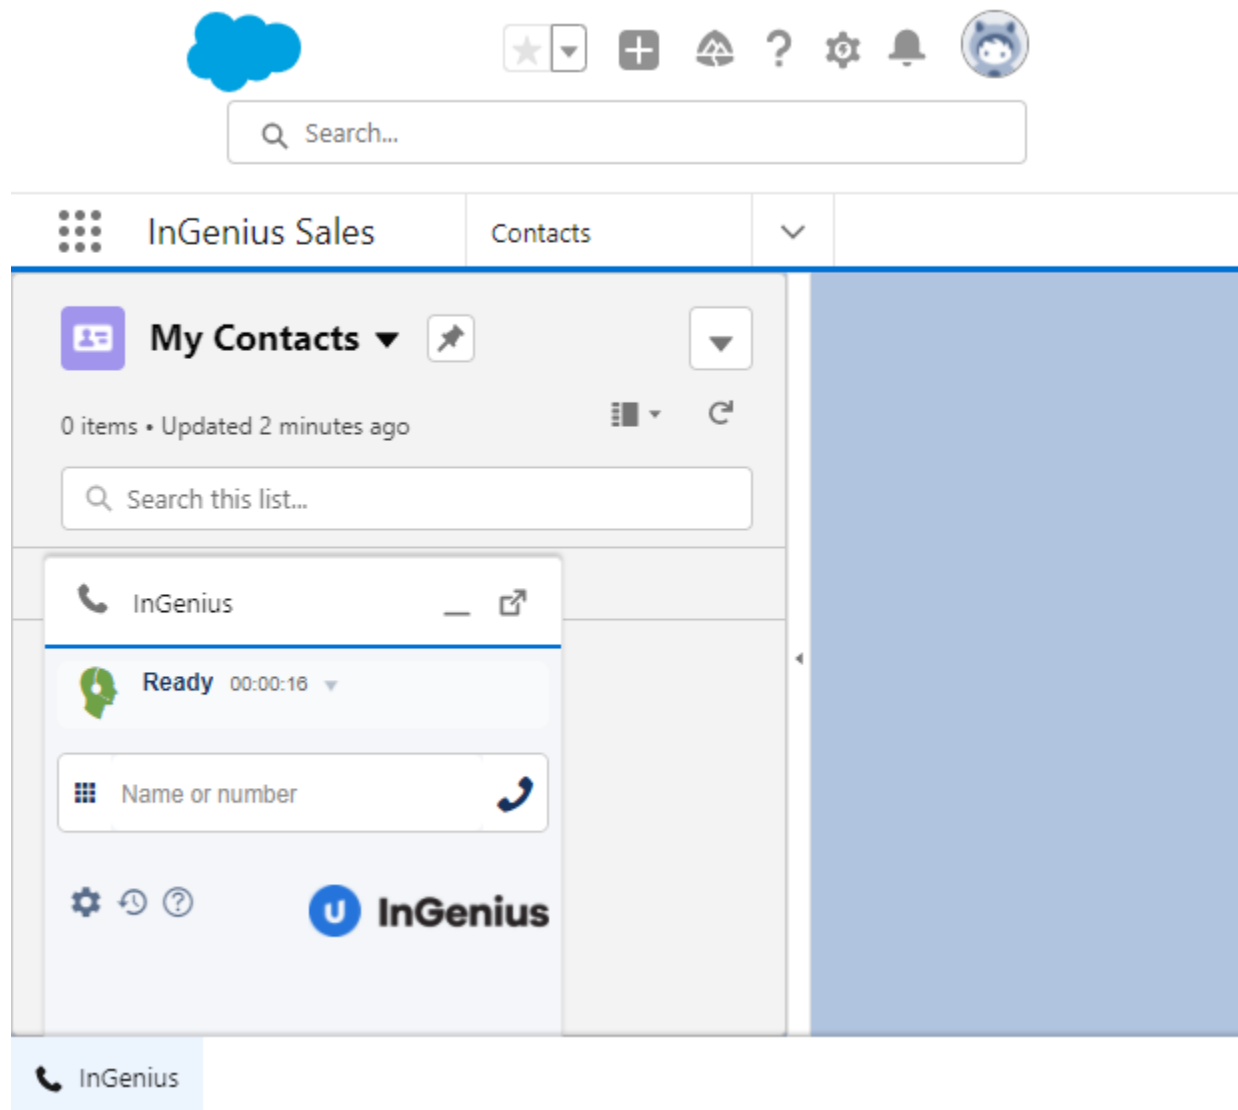 Search...
InGenius Sales
Contacts
My Contacts
0 items • Updated 2 minutes ago
Search this list...
InGenius
Ready 00:00:16
Name or number
InGenius
InGenius